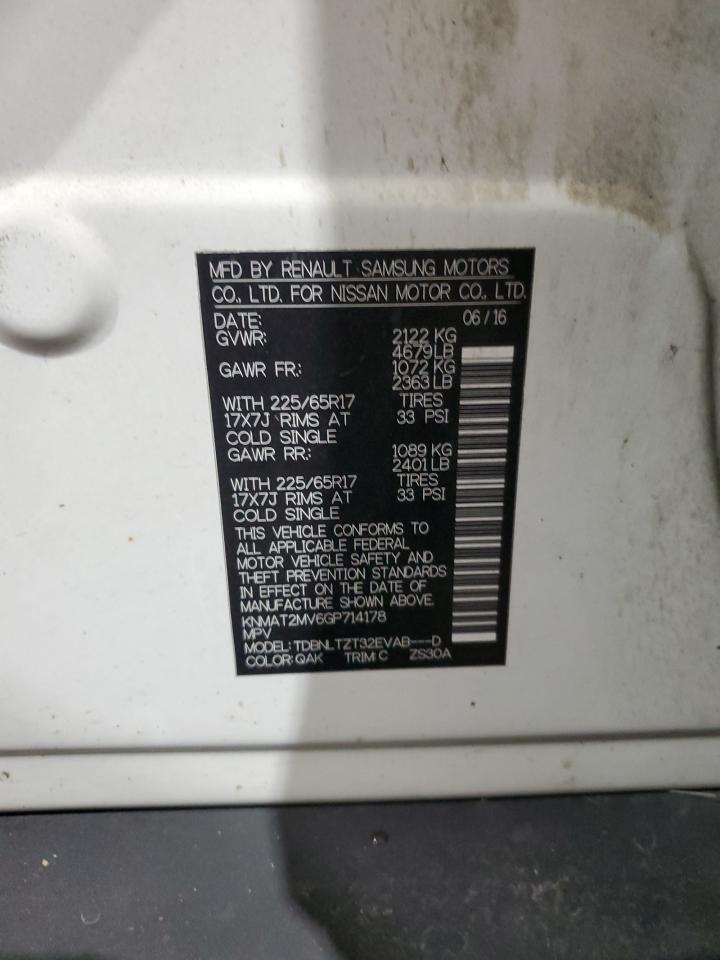 MFD BY RENAULT SAMSUNG MOTORS
CO., LTD. FOR NISSAN MOTOR CO., LTD.
DATE: 06/16
GVWR: 2122 KG
4679 LB
GAWR FR.: 1072 KG
2363 LB
WITH 225/65R17 TIRES
17X7J RIMS AT 33 PSI
COLD SINGLE
GAWR RR.: 1089 KG
2401 LB
WITH 225/65R17 TIRES
17X7J RIMS AT 33 PSI
COLD SINGLE
THIS VEHICLE CONFORMS TO
ALL APPLICABLE FEDERAL
MOTOR VEHICLE SAFETY AND
THEFT PREVENTION STANDARDS
IN EFFECT ON THE DATE OF
MANUFACTURE SHOWN ABOVE.
KNMAT2MV6GP714178
MPV
MODEL: TDBNLTZT32EVAB---D
COLOR: QAK TRIM: C ZS30A